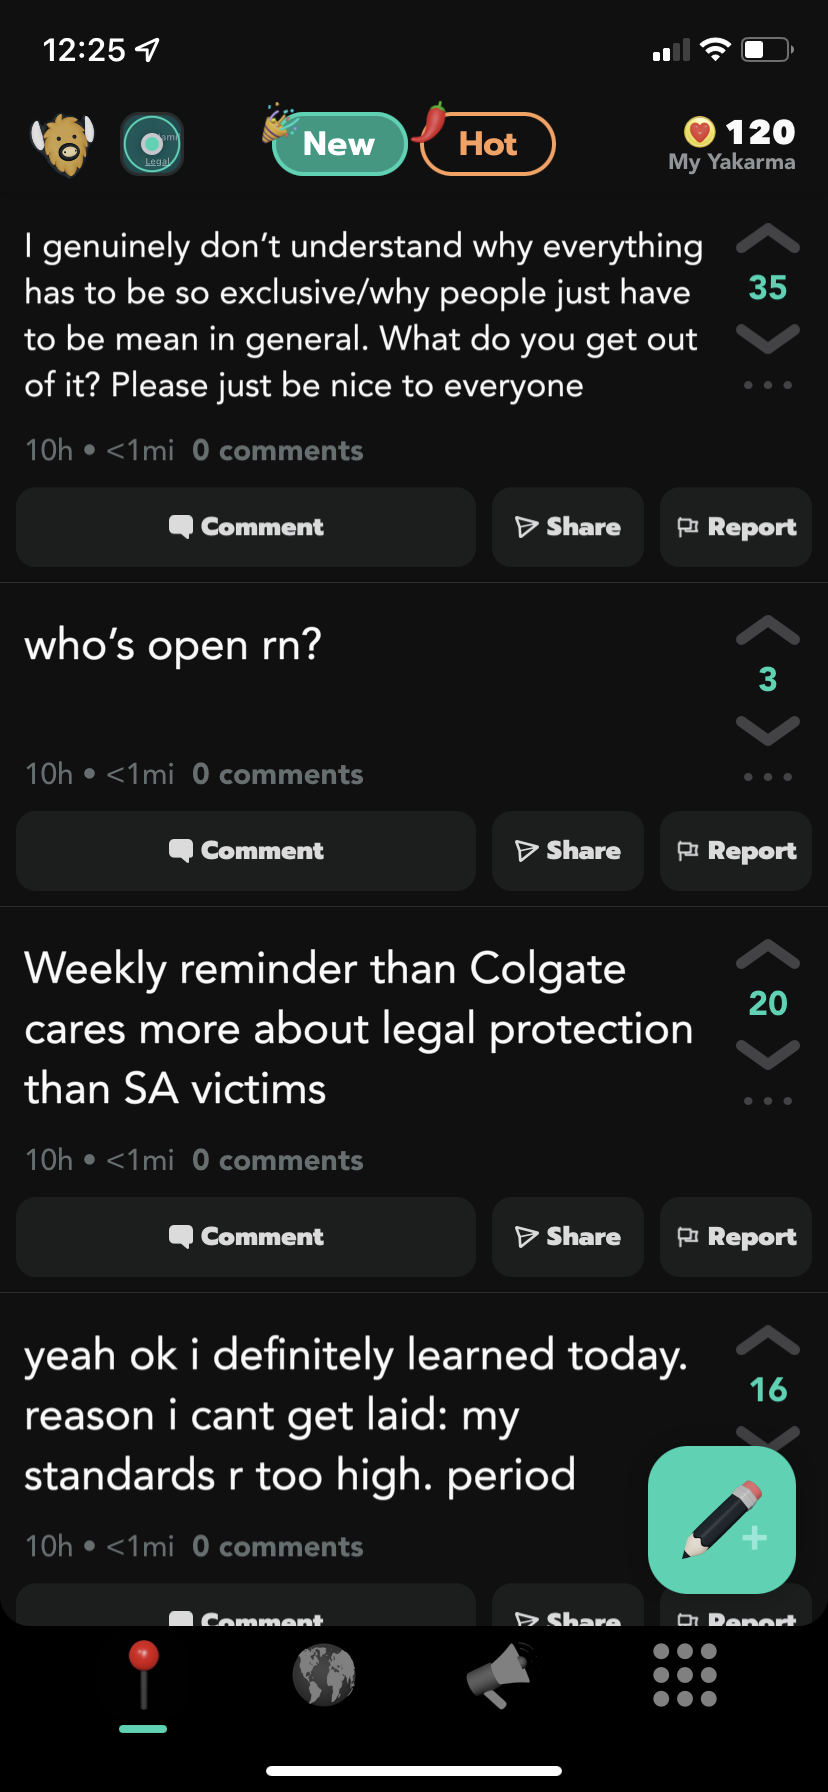 12:25
New
Hot
120
My Yakarma
Legal
I genuinely don't understand why everything
has to be so exclusive/why people just have
to be mean in general. What do you get out
of it? Please just be nice to everyone
35
10h • <1mi 0 comments
Comment
Share
Report
who's open rn?
3
10h • <1mi 0 comments
Comment
Share
Report
Weekly reminder than Colgate
cares more about legal protection
than SA victims
20
10h • <1mi 0 comments
Comment
Share
Report
yeah ok i definitely learned today.
reason i cant get laid: my
standards r too high. period
16
10h • <1mi 0 comments
Comment
Share
Report